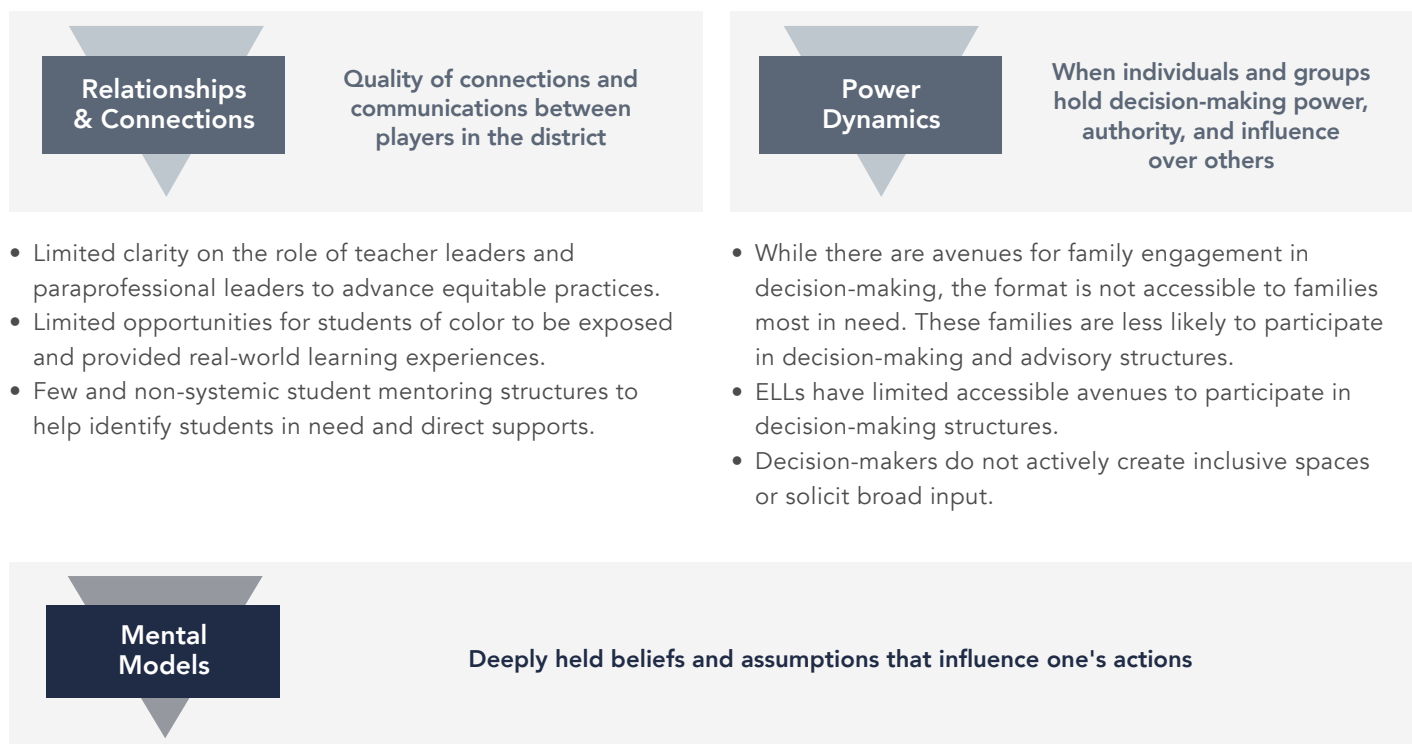 Relationships
& Connections
Quality of connections and
communications between
players in the district
• Limited clarity on the role of teacher leaders and
paraprofessional leaders to advance equitable practices.
• Limited opportunities for students of color to be exposed
and provided real-world learning experiences.
• Few and non-systemic student mentoring structures to
help identify students in need and direct supports.
Power
Dynamics
When individuals and groups
hold decision-making power,
authority, and influence
over others
• While there are avenues for family engagement in
decision-making, the format is not accessible to families
most in need. These families are less likely to participate
in decision-making and advisory structures.
• ELLs have limited accessible avenues to participate in
decision-making structures.
• Decision-makers do not actively create inclusive spaces
or solicit broad input.
Mental
Models
Deeply held beliefs and assumptions that influence one's actions